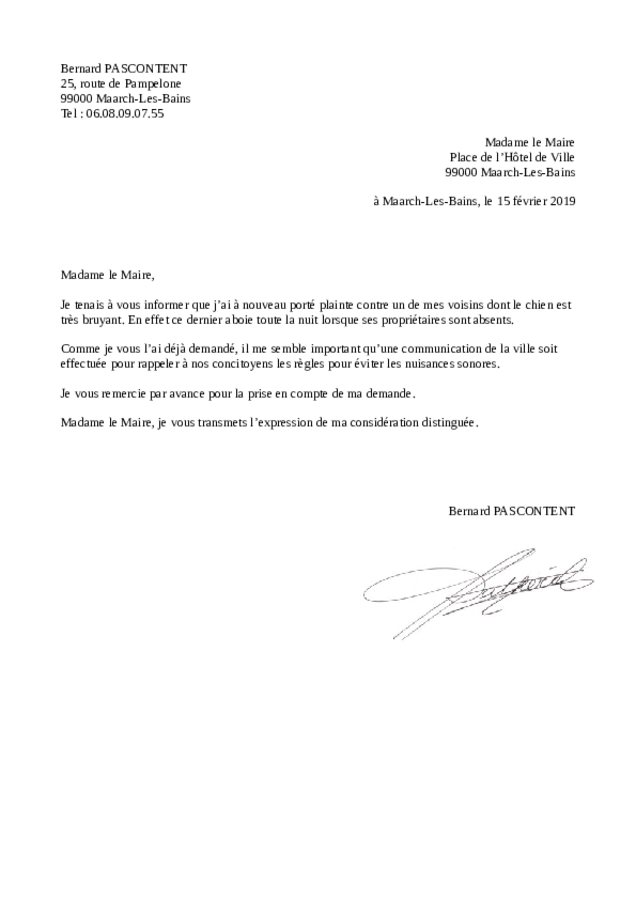 Bernard PASCONTENT
25, route de Pampelone
99000 Maarch-Les-Bains
Tel : 06.08.09.07.55
Madame le Maire
Place de l’Hôtel de Ville
99000 Maarch-Les-Bains
à Maarch-Les-Bains, le 15 février 2019
Madame le Maire,
Je tenais à vous informer que j’ai à nouveau porté plainte contre un de mes voisins dont le chien est
très bruyant. En effet ce dernier aboie toute la nuit lorsque ses propriétaires sont absents.
Comme je vous l’ai déjà demandé, il me semble important qu’une communication de la ville soit
effectuée pour rappeler à nos concitoyens les règles pour éviter les nuisances sonores.
Je vous remercie par avance pour la prise en compte de ma demande.
Madame le Maire, je vous transmets l’expression de ma considération distinguée.
Bernard PASCONTENT